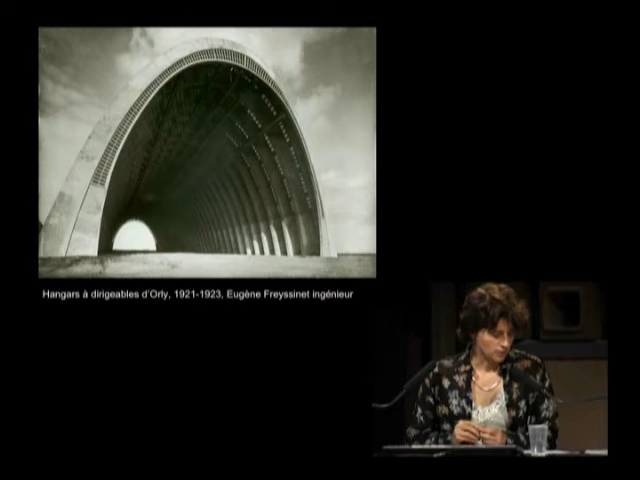 Hangars à dirigeables d'Orly, 1921-1923, Eugène Freyssinet ingénieur